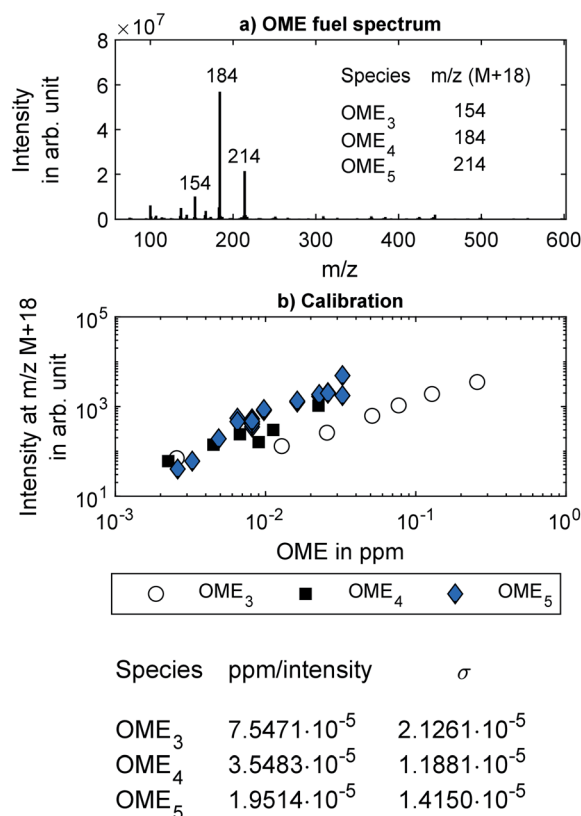 a) OME fuel spectrum
×10⁷
8
6
4
2
0
Intensity
in arb. unit
184
214
154
Species m/z (M+18)
OME₃ 154
OME₄ 184
OME₅ 214
100 200 300 400 500 600
m/z
b) Calibration
10⁵
10³
10¹
Intensity at m/z M+18
in arb. unit
10⁻³ 10⁻² 10⁻¹ 10⁰
OME in ppm
OME₃ OME₄ OME₅
Species ppm/intensity σ
OME₃ 7.5471·10⁻⁵ 2.1261·10⁻⁵
OME₄ 3.5483·10⁻⁵ 1.1881·10⁻⁵
OME₅ 1.9514·10⁻⁵ 1.4150·10⁻⁵